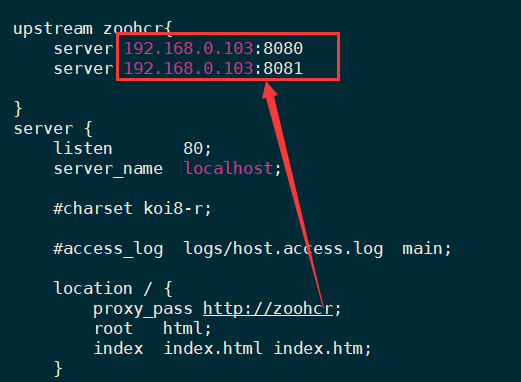 upstream zoohcr{
server 192.168.0.103:8080
server 192.168.0.103:8081
}
server {
listen 80;
server_name localhost;
#charset koi8-r;
#access_log logs/host.access.log main;
location / {
proxy_pass http://zoohcr;
root html;
index index.html index.htm;
}